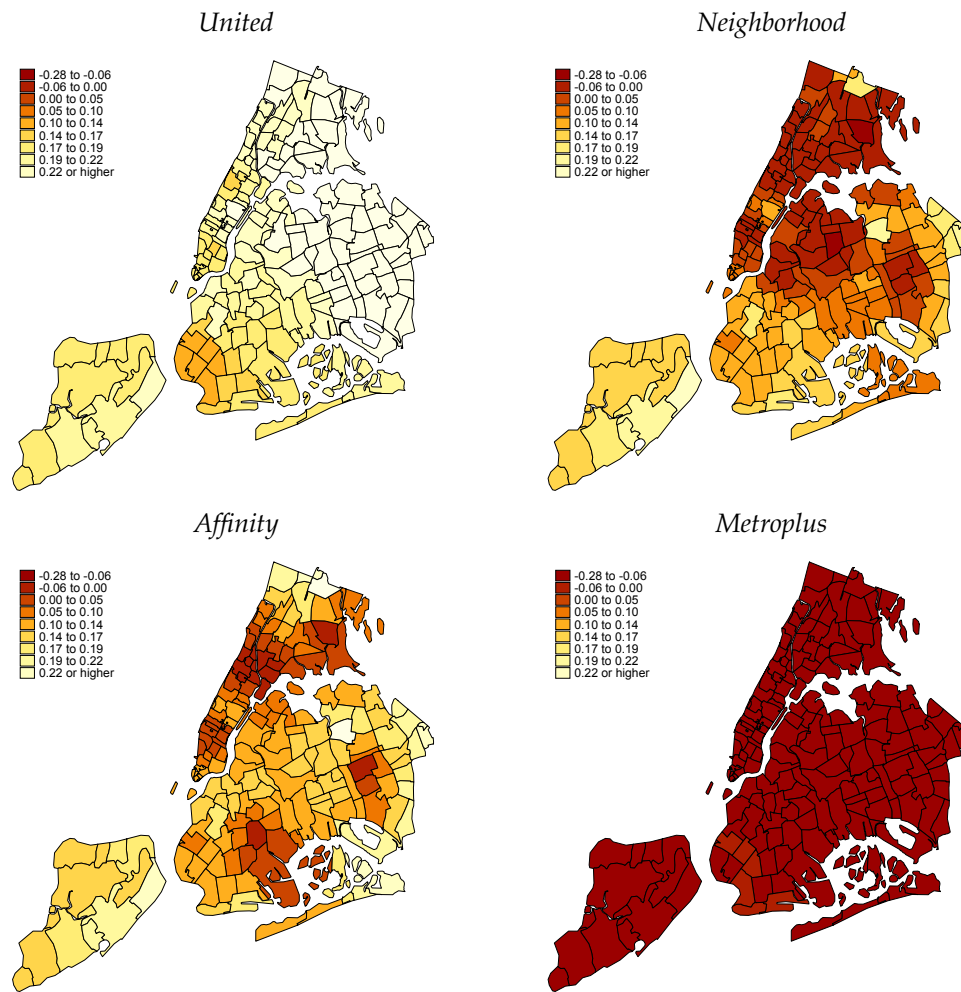 United
-0.28 to -0.06
-0.06 to 0.00
0.00 to 0.05
0.05 to 0.10
0.10 to 0.14
0.14 to 0.17
0.17 to 0.19
0.19 to 0.22
0.22 or higher
Neighborhood
-0.28 to -0.06
-0.06 to 0.00
0.00 to 0.05
0.05 to 0.10
0.10 to 0.14
0.14 to 0.17
0.17 to 0.19
0.19 to 0.22
0.22 or higher
Affinity
-0.28 to -0.06
-0.06 to 0.00
0.00 to 0.05
0.05 to 0.10
0.10 to 0.14
0.14 to 0.17
0.17 to 0.19
0.19 to 0.22
0.22 or higher
Metroplus
-0.28 to -0.06
-0.06 to 0.00
0.00 to 0.05
0.05 to 0.10
0.10 to 0.14
0.14 to 0.17
0.17 to 0.19
0.19 to 0.22
0.22 or higher